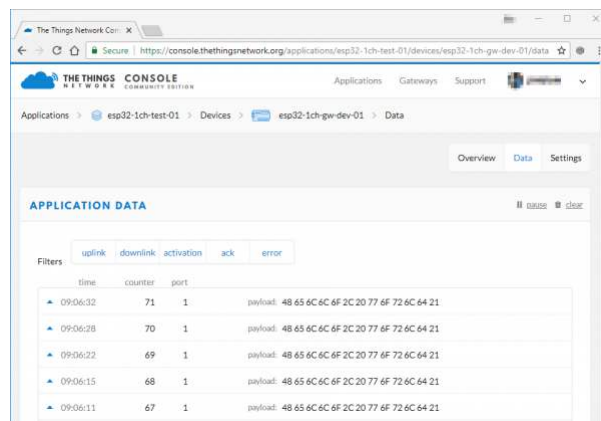 The Things Network Con
Secure | https://console.thethingsnetwork.org/applications/esp32-1ch-test-01/devices/esp32-1ch-gw-dev-01/data
THE THINGS NETWORK CONSOLE COMMUNITY EDITION Applications Gateways Support
Applications > esp32-1ch-test-01 > Devices > esp32-1ch-gw-dev-01 > Data
Overview Data Settings
APPLICATION DATA pause clear
Filters uplink downlink activation ack error
time counter port
09:06:32 71 1 payload: 48 65 6C 6C 6F 2C 20 77 6F 72 6C 64 21
09:06:28 70 1 payload: 48 65 6C 6C 6F 2C 20 77 6F 72 6C 64 21
09:06:22 69 1 payload: 48 65 6C 6C 6F 2C 20 77 6F 72 6C 64 21
09:06:15 68 1 payload: 48 65 6C 6C 6F 2C 20 77 6F 72 6C 64 21
09:06:11 67 1 payload: 48 65 6C 6C 6F 2C 20 77 6F 72 6C 64 21